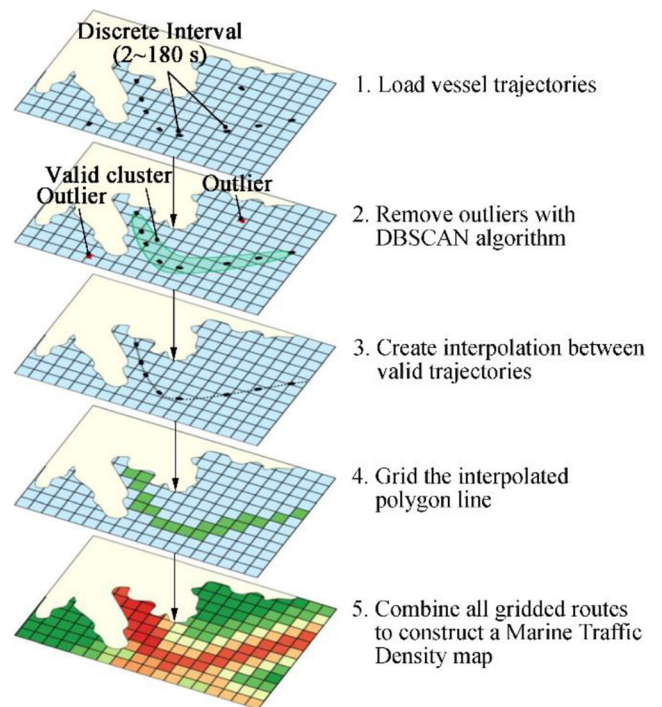 Discrete Interval
(2~180 s)
1. Load vessel trajectories
Valid cluster
Outlier
Outlier
2. Remove outliers with
DBSCAN algorithm
3. Create interpolation between
valid trajectories
4. Grid the interpolated
polygon line
5. Combine all gridded routes
to construct a Marine Traffic
Density map